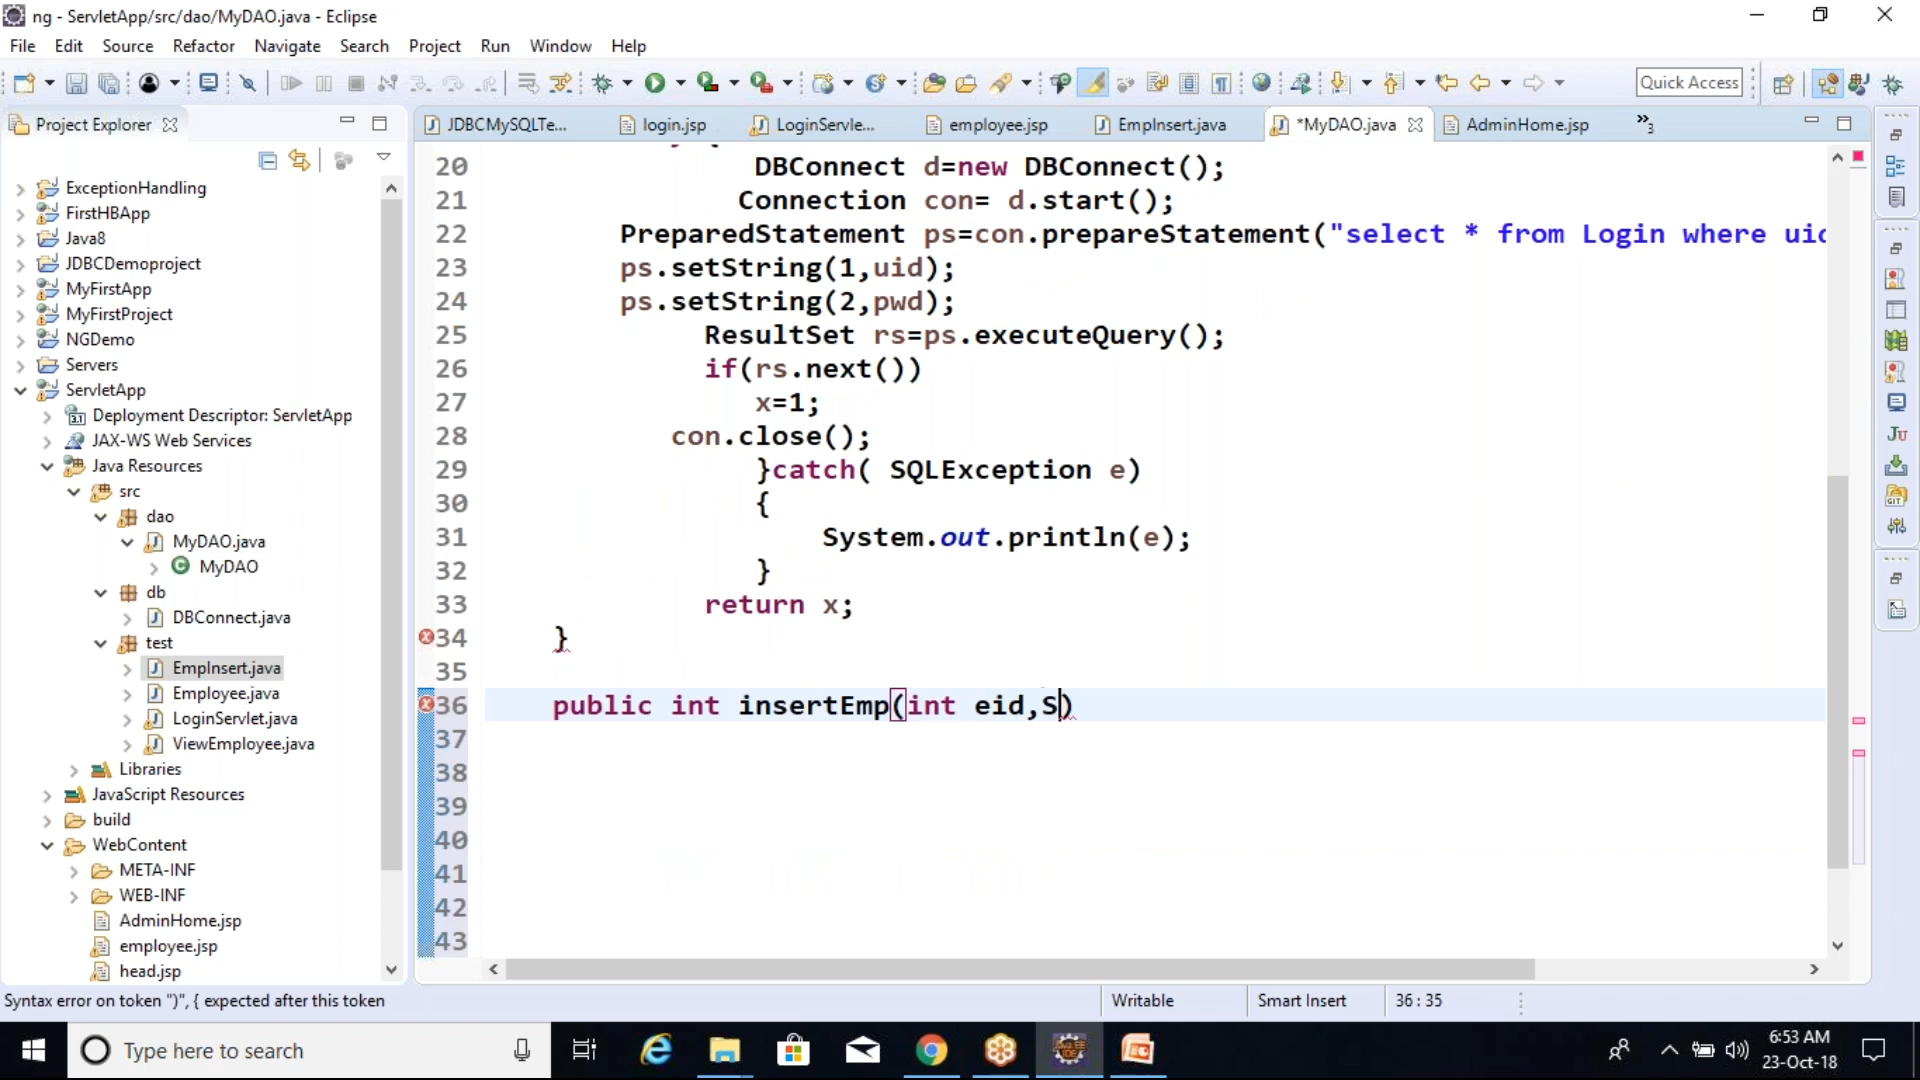 ng - ServletApp/src/dao/MyDAO.java - Eclipse
File Edit Source Refactor Navigate Search Project Run Window Help
Quick Access
Project Explorer
JDBCMySQLTe... login.jsp LoginServle... employee.jsp EmpInsert.java *MyDAO.java AdminHome.jsp »3
ExceptionHandling
FirstHBApp
Java8
JDBCDemoproject
MyFirstApp
MyFirstProject
NGDemo
Servers
ServletApp
Deployment Descriptor: ServletApp
JAX-WS Web Services
Java Resources
src
dao
MyDAO.java
MyDAO
db
DBConnect.java
test
EmpInsert.java
Employee.java
LoginServlet.java
ViewEmployee.java
Libraries
JavaScript Resources
build
WebContent
META-INF
WEB-INF
AdminHome.jsp
employee.jsp
head.jsp
20 DBConnect d=new DBConnect();
21 Connection con= d.start();
22 PreparedStatement ps=con.prepareStatement("select * from Login where uid
23 ps.setString(1,uid);
24 ps.setString(2,pwd);
25 ResultSet rs=ps.executeQuery();
26 if(rs.next())
27 x=1;
28 con.close();
29 }catch( SQLException e)
30 {
31 System.out.println(e);
32 }
33 return x;
34 }
35
36 public int insertEmp(int eid,S)
37
38
39
40
41
42
43
Syntax error on token ")", { expected after this token
Writable Smart Insert 36 : 35
Type here to search
6:53 AM
23-Oct-18